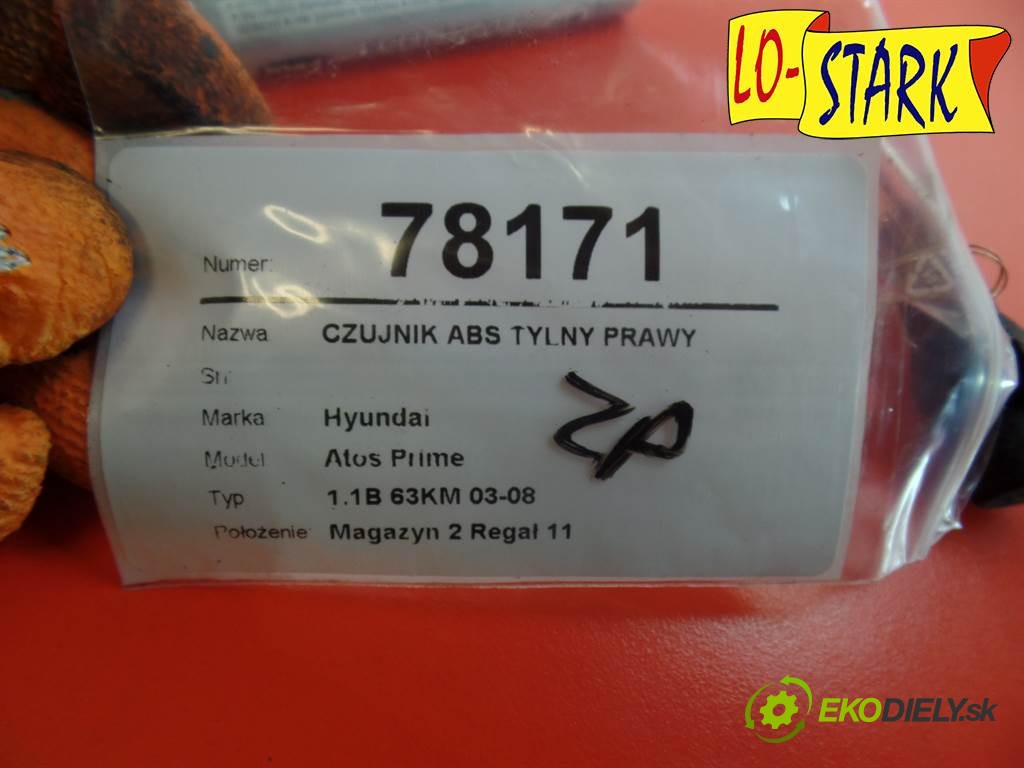 LO-STARK
Numer: 78171
Nazwa CZUJNIK ABS TYLNY PRAWY
Marka Hyundai
Model Atos Prime
Typ 1.1B 63KM 03-08
Położenie: Magazyn 2 Regał 11
EKODIELY.sk